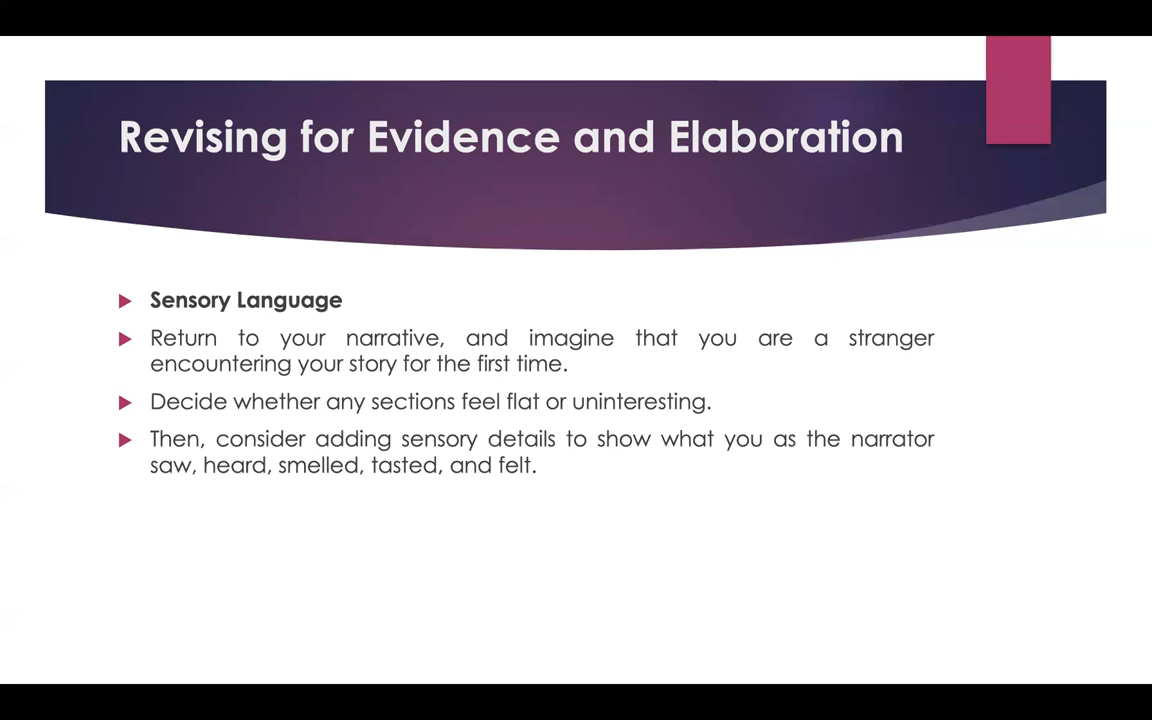 Revising for Evidence and Elaboration
Sensory Language
Return to your narrative, and imagine that you are a stranger
encountering your story for the first time.
Decide whether any sections feel flat or uninteresting.
Then, consider adding sensory details to show what you as the narrator
saw, heard, smelled, tasted, and felt.